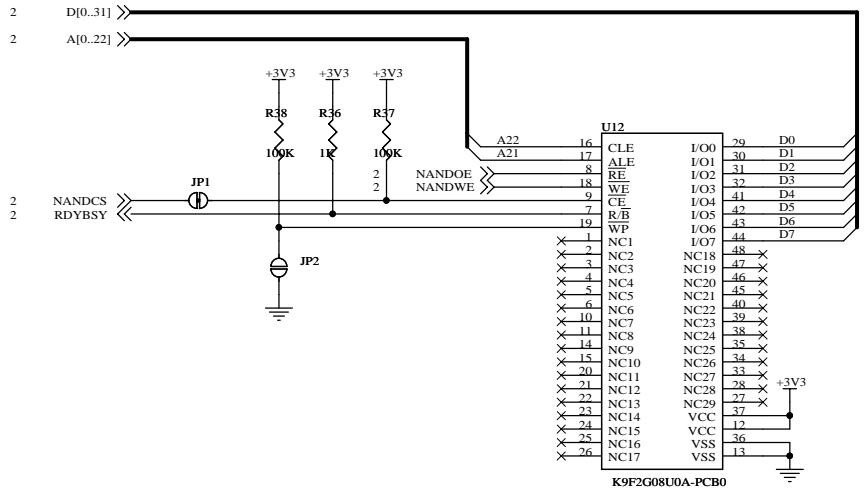 2 D[0..31]
2 A[0..22]
+3V3 +3V3 +3V3
R38 R36 R37
100K 1K 100K
JP1
2 NANDCS
2 RDYBSY
JP2
2 NANDOE
2 NANDWE
U12
A22 16 CLE I/O0 29 D0
A21 17 ALE I/O1 30 D1
8 RE I/O2 31 D2
18 WE I/O3 32 D3
9 CE I/O4 41 D4
7 R/B I/O5 42 D5
19 WP I/O6 43 D6
1 NC1 I/O7 44 D7
2 NC2 NC18 48
3 NC3 NC19 47
4 NC4 NC20 46
5 NC5 NC21 45
6 NC6 NC22 40
10 NC7 NC23 39
11 NC8 NC24 38
14 NC9 NC25 35
15 NC10 NC26 34
20 NC11 NC27 33
21 NC12 NC28 28
22 NC13 NC29 27
23 NC14 VCC 37
24 NC15 VCC 12
25 NC16 VSS 36
26 NC17 VSS 13
+3V3
K9F2G08U0A-PCB0